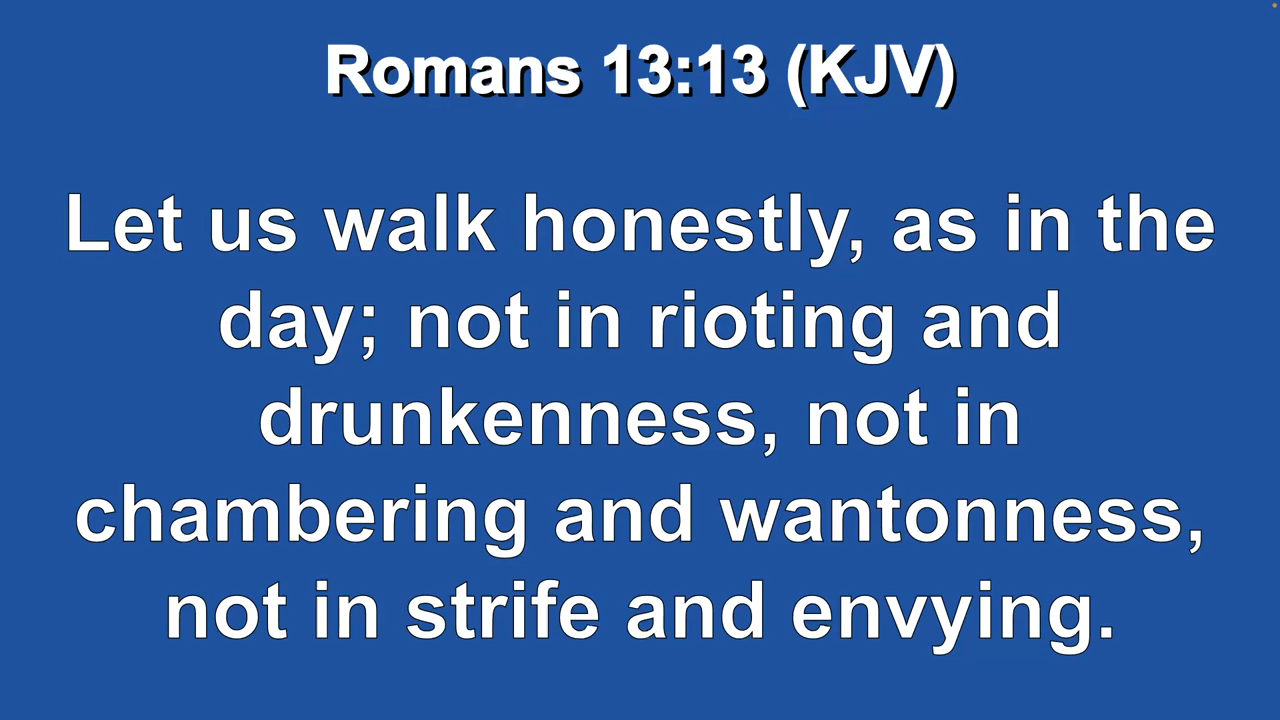 Romans 13:13 (KJV)
Let us walk honestly, as in the
day; not in rioting and
drunkenness, not in
chambering and wantonness,
not in strife and envying.